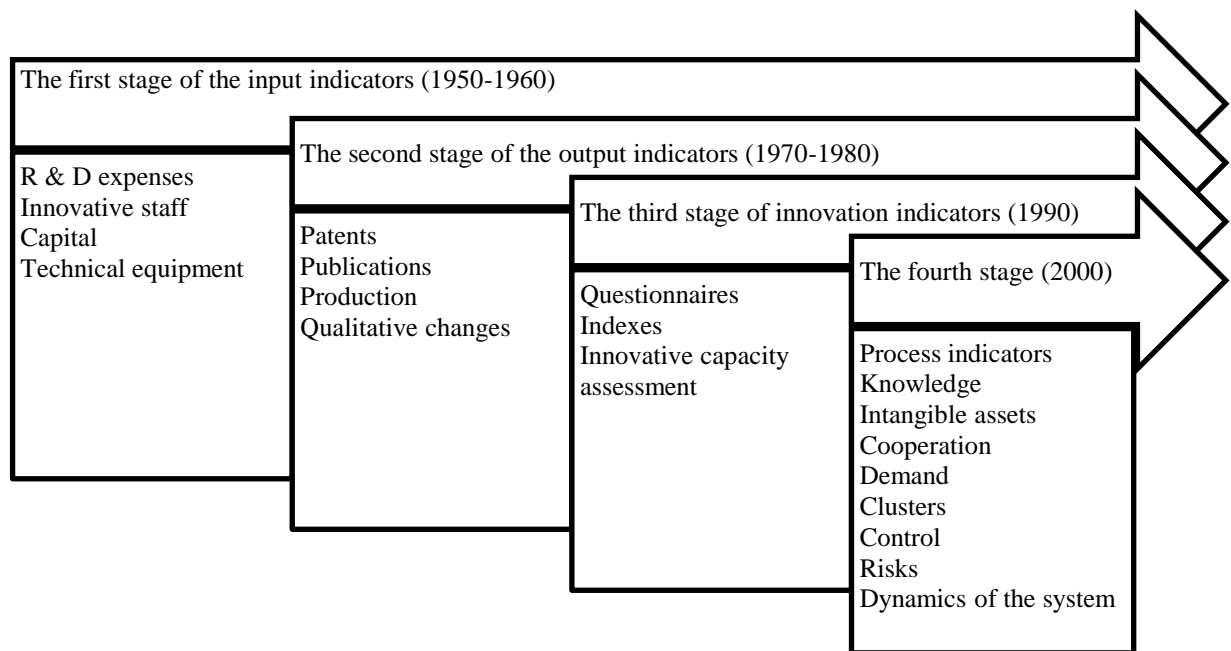 The first stage of the input indicators (1950-1960)
R & D expenses
Innovative staff
Capital
Technical equipment
The second stage of the output indicators (1970-1980)
Patents
Publications
Production
Qualitative changes
The third stage of innovation indicators (1990)
Questionnaires
Indexes
Innovative capacity
assessment
The fourth stage (2000)
Process indicators
Knowledge
Intangible assets
Cooperation
Demand
Clusters
Control
Risks
Dynamics of the system